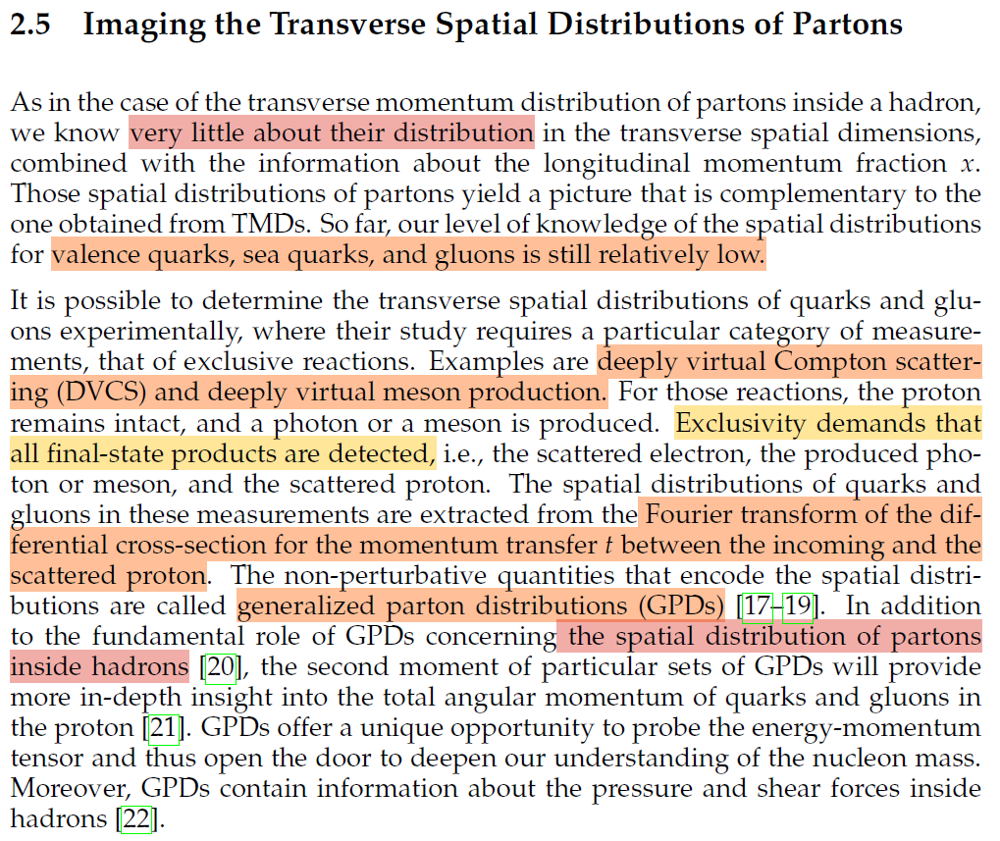 2.5 Imaging the Transverse Spatial Distributions of Partons
As in the case of the transverse momentum distribution of partons inside a hadron,
we know very little about their distribution in the transverse spatial dimensions,
combined with the information about the longitudinal momentum fraction x.
Those spatial distributions of partons yield a picture that is complementary to the
one obtained from TMDs. So far, our level of knowledge of the spatial distributions
for valence quarks, sea quarks, and gluons is still relatively low.
It is possible to determine the transverse spatial distributions of quarks and glu-
ons experimentally, where their study requires a particular category of measure-
ments, that of exclusive reactions. Examples are deeply virtual Compton scatter-
ing (DVCS) and deeply virtual meson production. For those reactions, the proton
remains intact, and a photon or a meson is produced. Exclusivity demands that
all final-state products are detected, i.e., the scattered electron, the produced pho-
ton or meson, and the scattered proton. The spatial distributions of quarks and
gluons in these measurements are extracted from the Fourier transform of the dif-
ferential cross-section for the momentum transfer t between the incoming and the
scattered proton. The non-perturbative quantities that encode the spatial distri-
butions are called generalized parton distributions (GPDs) [17–19]. In addition
to the fundamental role of GPDs concerning the spatial distribution of partons
inside hadrons [20], the second moment of particular sets of GPDs will provide
more in-depth insight into the total angular momentum of quarks and gluons in
the proton [21]. GPDs offer a unique opportunity to probe the energy-momentum
tensor and thus open the door to deepen our understanding of the nucleon mass.
Moreover, GPDs contain information about the pressure and shear forces inside
hadrons [22].